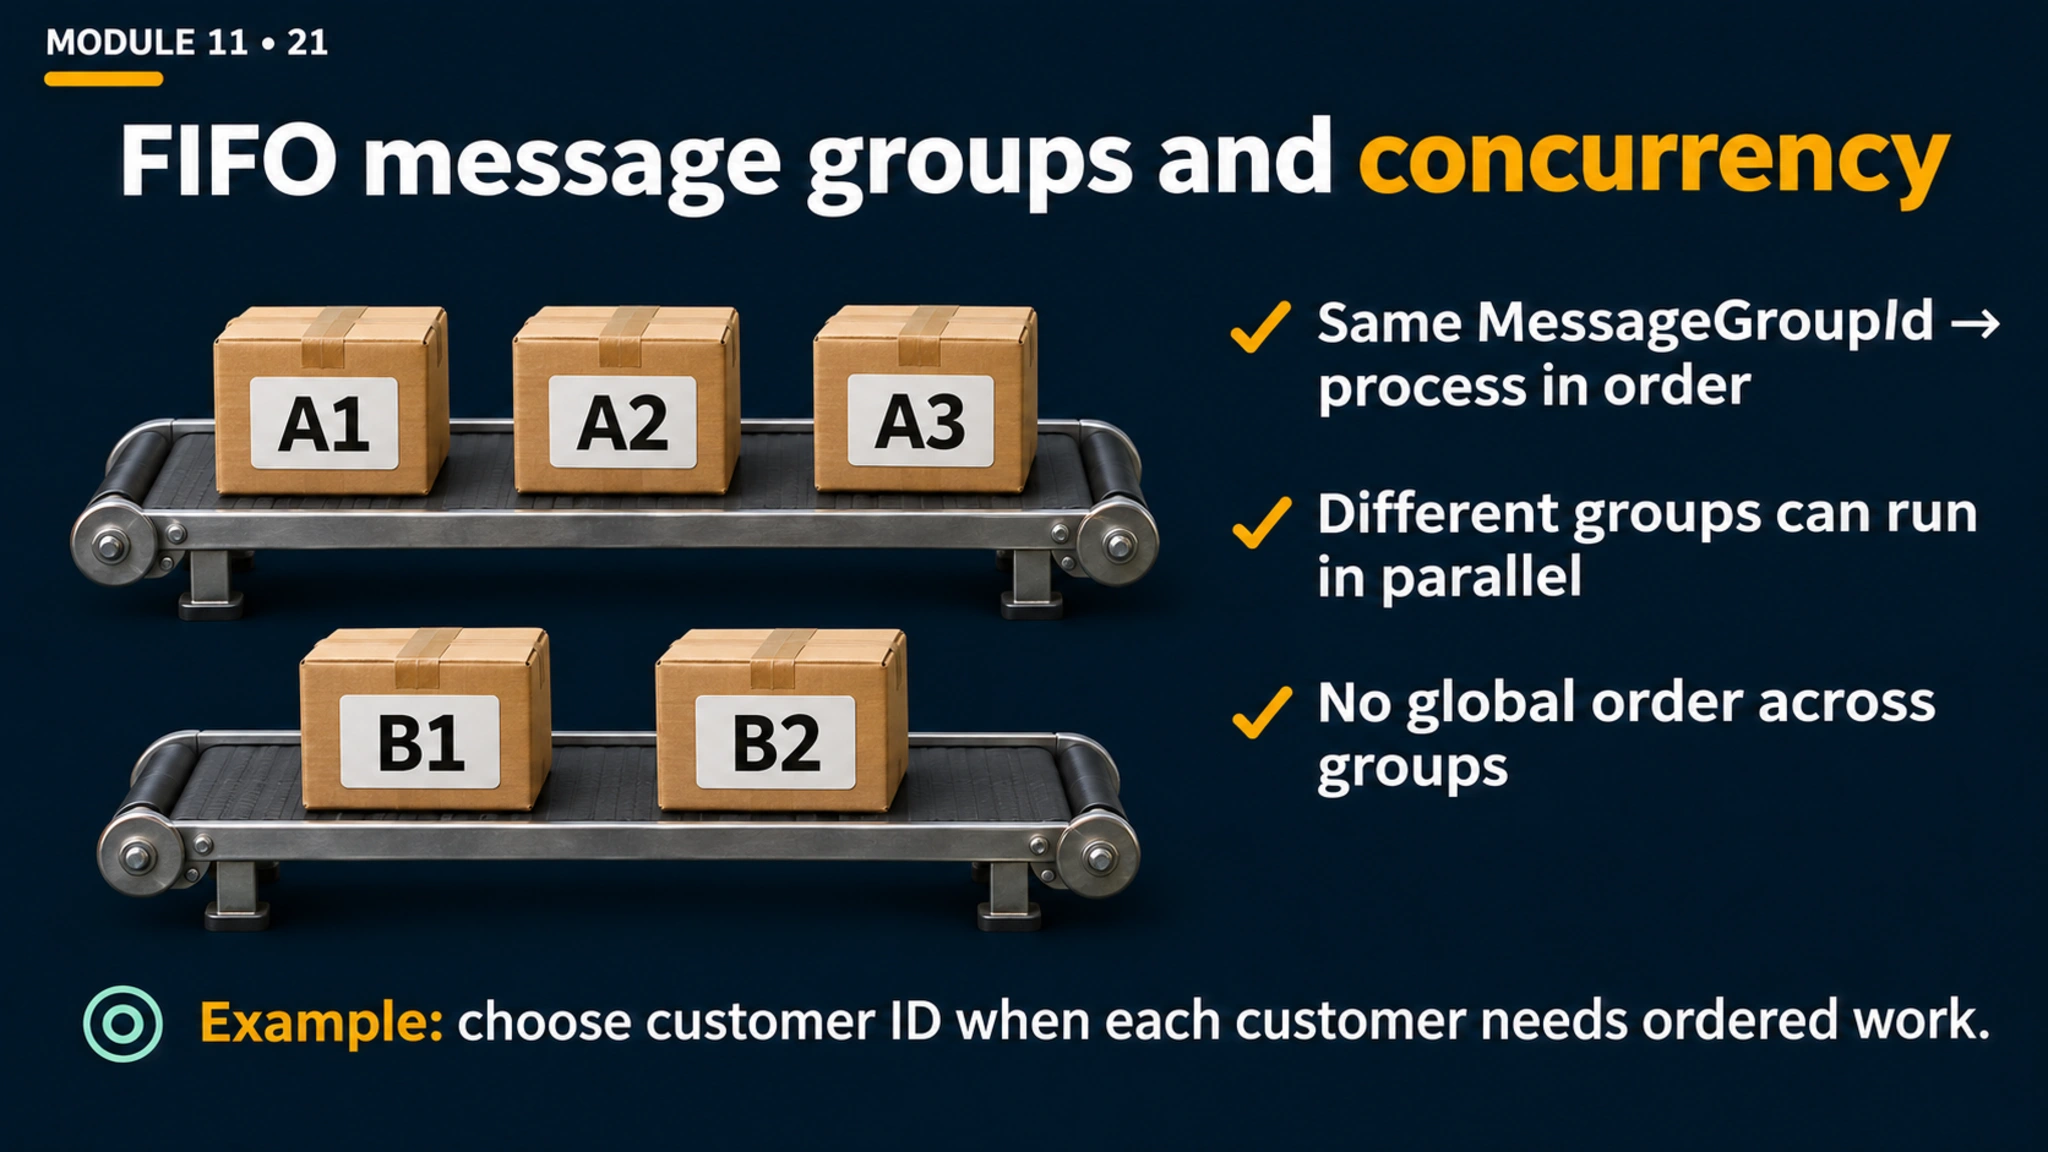 MODULE 11 • 21
FIFO message groups and concurrency
A1
A2
A3
B1
B2
Same MessageGroupId →
process in order
Different groups can run
in parallel
No global order across
groups
Example: choose customer ID when each customer needs ordered work.